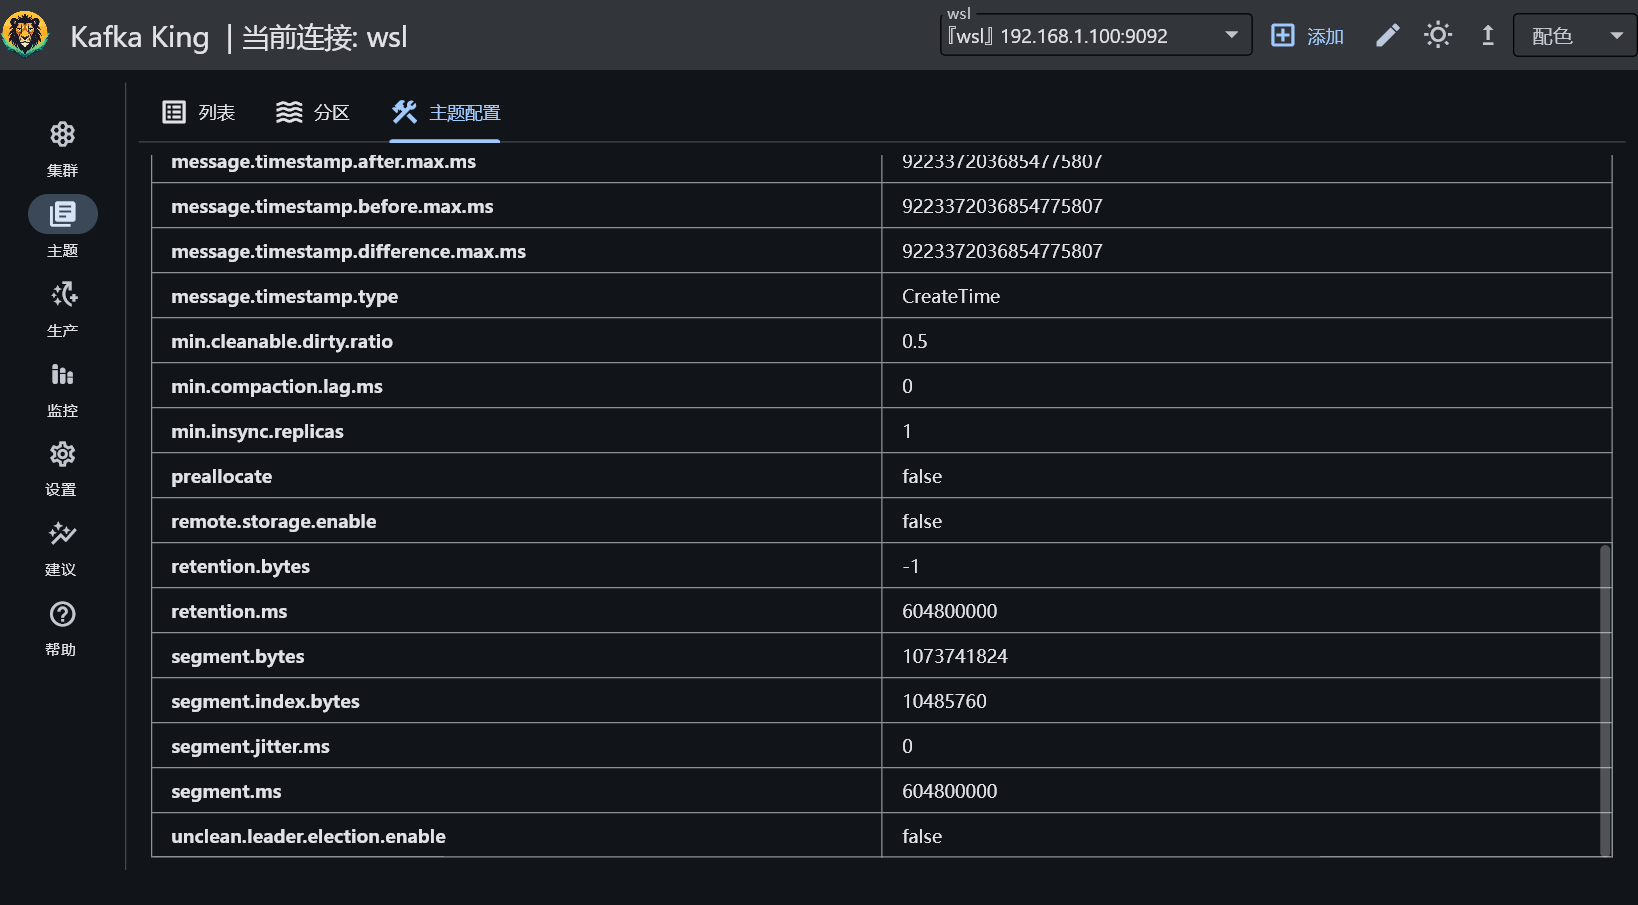 Kafka King | 当前连接: wsl
wsl
『wsl』 192.168.1.100:9092
添加
配色
集群
主题
生产
监控
设置
建议
帮助
列表
分区
主题配置
message.timestamp.after.max.ms 9223372036854775807
message.timestamp.before.max.ms 9223372036854775807
message.timestamp.difference.max.ms 9223372036854775807
message.timestamp.type CreateTime
min.cleanable.dirty.ratio 0.5
min.compaction.lag.ms 0
min.insync.replicas 1
preallocate false
remote.storage.enable false
retention.bytes -1
retention.ms 604800000
segment.bytes 1073741824
segment.index.bytes 10485760
segment.jitter.ms 0
segment.ms 604800000
unclean.leader.election.enable false